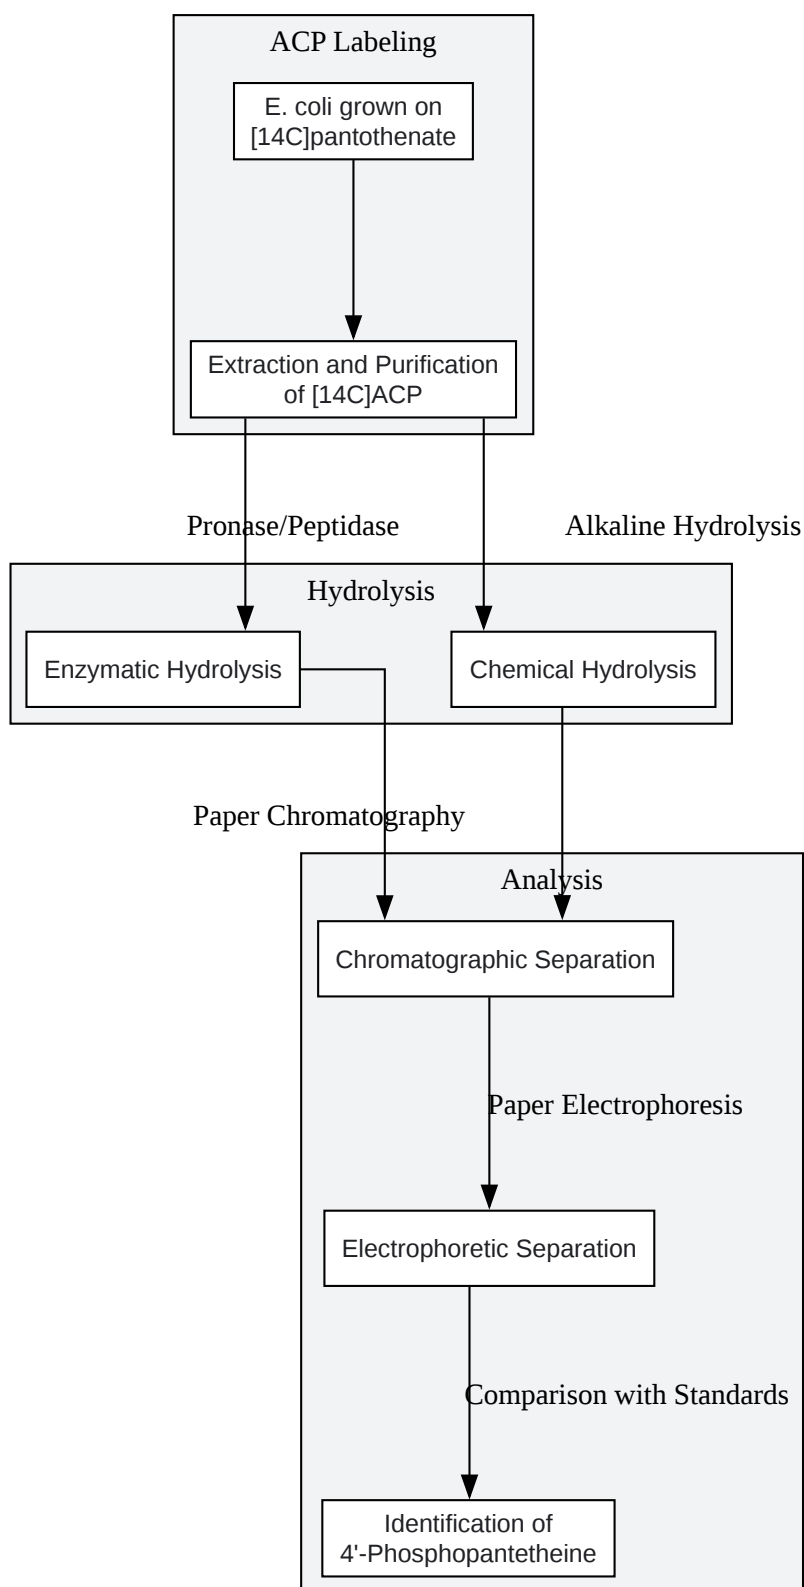 ACP Labeling
E. coli grown on
[14C]pantothenate
Extraction and Purification
of [14C]ACP
Pronase/Peptidase
Alkaline Hydrolysis
Hydrolysis
Enzymatic Hydrolysis
Chemical Hydrolysis
Paper Chromatography
Analysis
Chromatographic Separation
Paper Electrophoresis
Electrophoretic Separation
Comparison with Standards
Identification of
4'-Phosphopantetheine